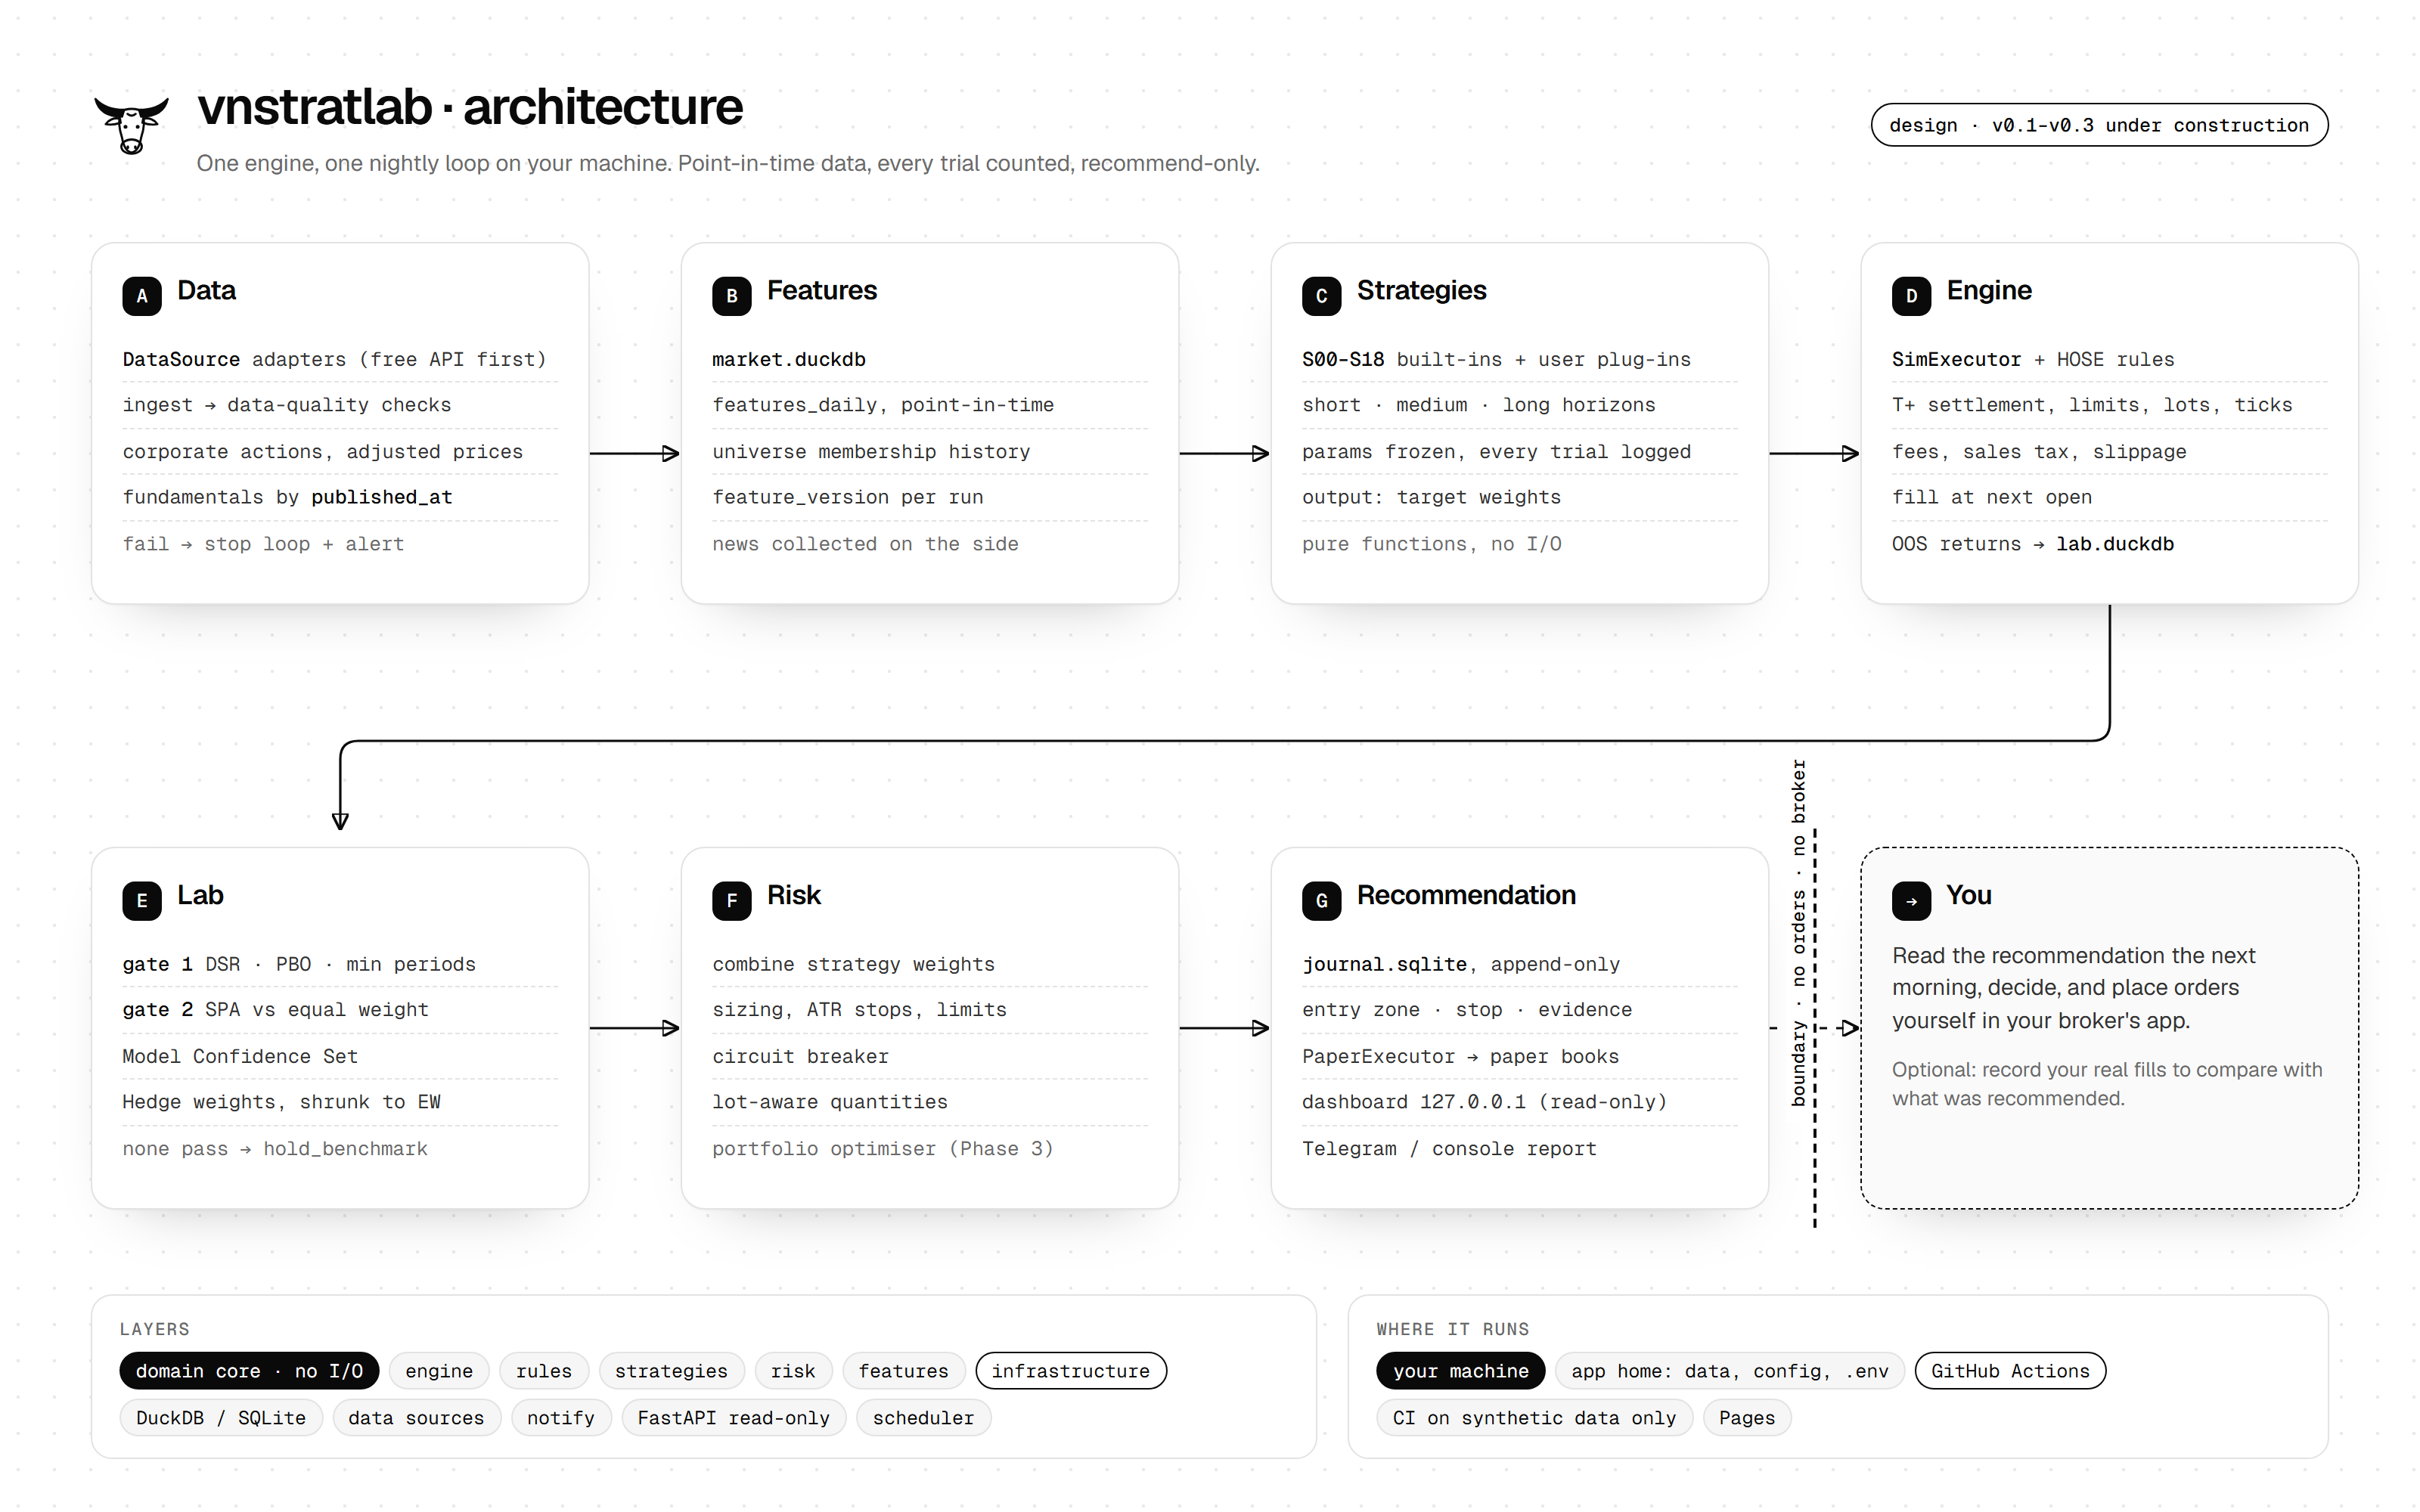 vnstratlab · architecture
One engine, one nightly loop on your machine. Point-in-time data, every trial counted, recommend-only.
design · v0.1–v0.3 under construction
A Data
DataSource adapters (free API first)
ingest → data-quality checks
corporate actions, adjusted prices
fundamentals by published_at
fail → stop loop + alert
B Features
market.duckdb
features_daily, point-in-time
universe membership history
feature_version per run
news collected on the side
C Strategies
S00–S18 built-ins + user plug-ins
short · medium · long horizons
params frozen, every trial logged
output: target weights
pure functions, no I/O
D Engine
SimExecutor + HOSE rules
T+ settlement, limits, lots, ticks
fees, sales tax, slippage
fill at next open
OOS returns → lab.duckdb
E Lab
gate 1 DSR · PBO · min periods
gate 2 SPA vs equal weight
Model Confidence Set
Hedge weights, shrunk to EW
none pass → hold_benchmark
F Risk
combine strategy weights
sizing, ATR stops, limits
circuit breaker
lot-aware quantities
portfolio optimiser (Phase 3)
G Recommendation
journal.sqlite, append-only
entry zone · stop · evidence
PaperExecutor → paper books
dashboard 127.0.0.1 (read-only)
Telegram / console report
boundary · no orders · no broker
→ You
Read the recommendation the next
morning, decide, and place orders
yourself in your broker's app.
Optional: record your real fills to compare with
what was recommended.
LAYERS
domain core · no I/O engine rules strategies risk features infrastructure
DuckDB / SQLite data sources notify FastAPI read-only scheduler
WHERE IT RUNS
your machine app home: data, config, .env GitHub Actions
CI on synthetic data only Pages